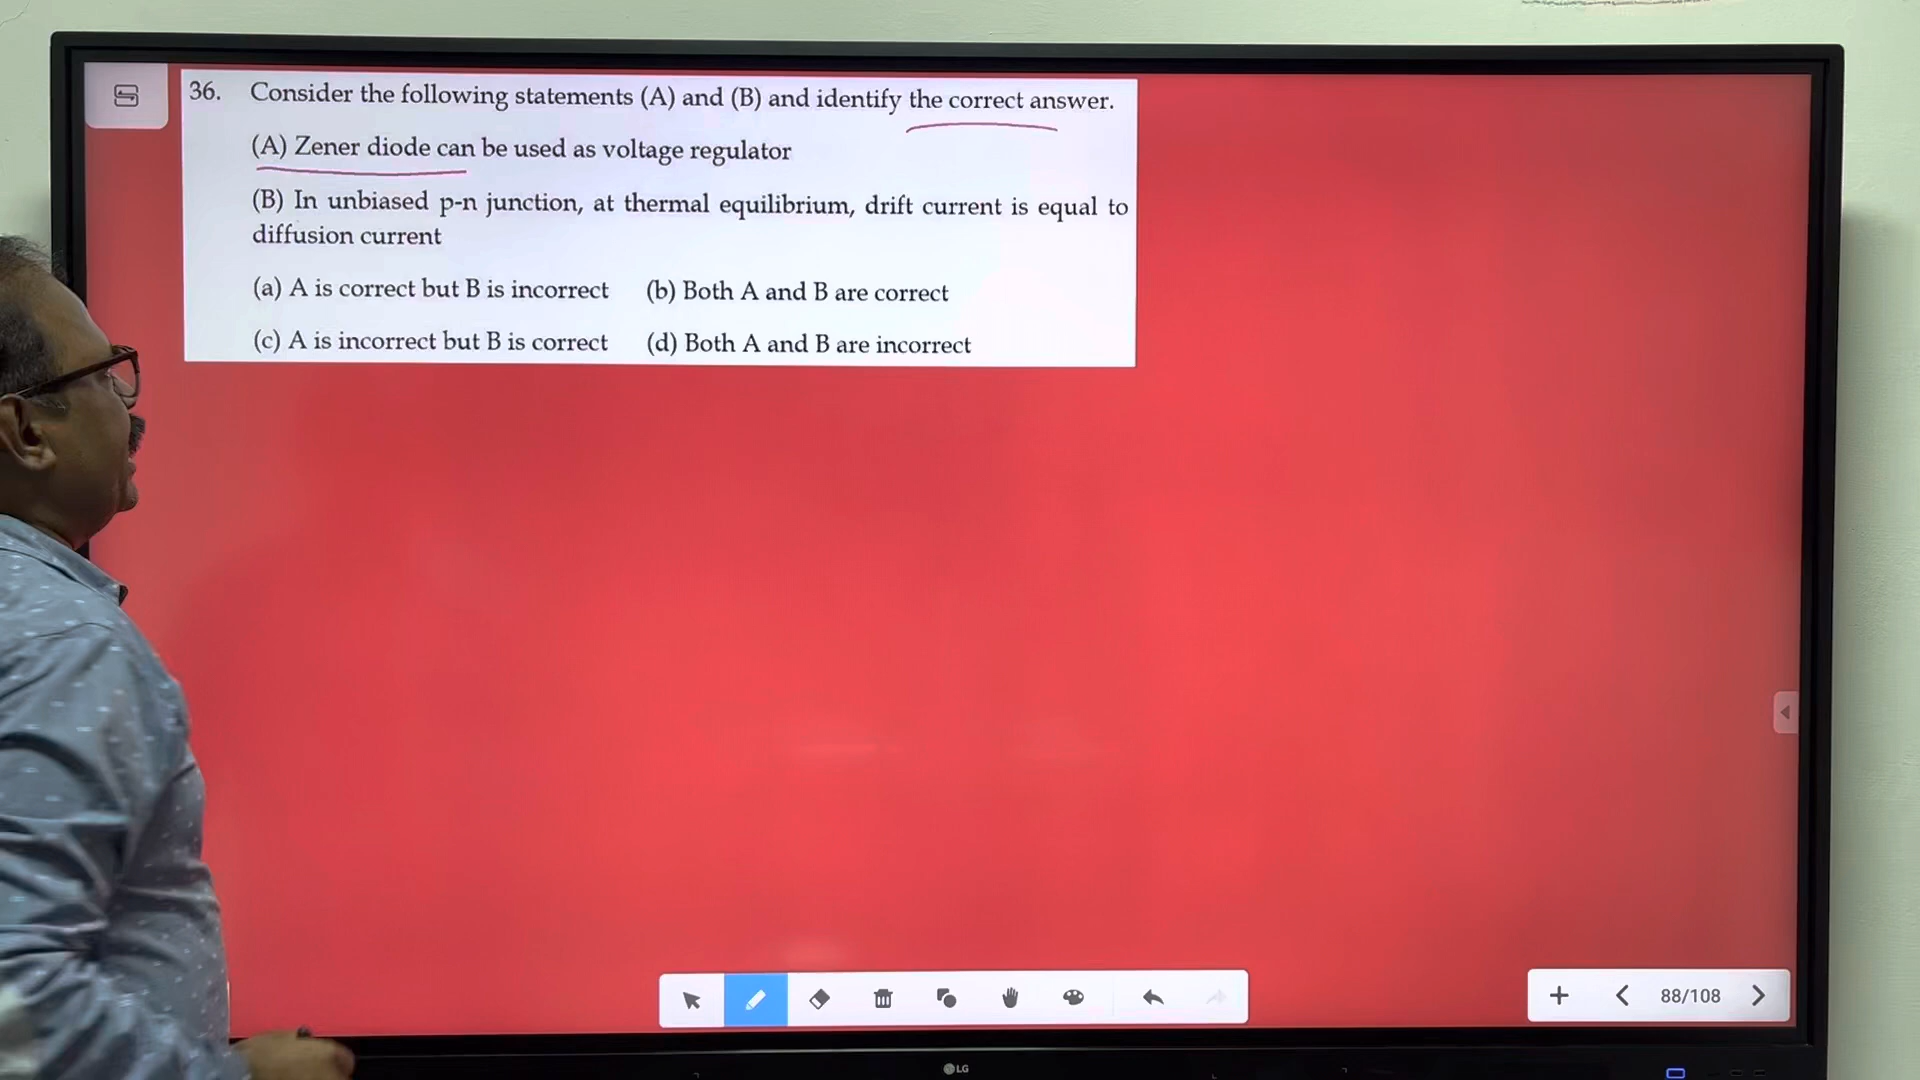 36. Consider the following statements (A) and (B) and identify the correct answer.
(A) Zener diode can be used as voltage regulator
(B) In unbiased p-n junction, at thermal equilibrium, drift current is equal to
diffusion current
(a) A is correct but B is incorrect (b) Both A and B are correct
(c) A is incorrect but B is correct (d) Both A and B are incorrect
88/108
LG